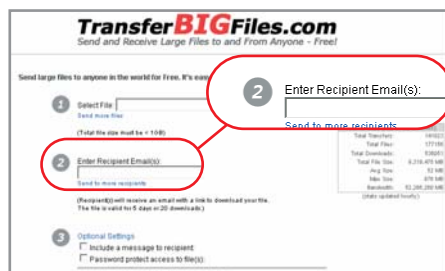 TransferBIGFiles.com
Send and Receive Large Files to and From Anyone - Free!
Send large files to anyone in the world for Free. It's easy
1 Select File:
Send more files
(Total file size must be < 1GB)
2 Enter Recipient Email(s):
Send to more recipients
(Recipient(s) will receive an email with a link to download your file.
The file is valid for 5 days or 20 downloads.)
3 Optional Settings
Include a message to recipient
Password protect access to file(s):
2 Enter Recipient Email(s):
Send to more recipients
Total Transfers:
Total Files:
Total Downloads:
Total File Size:
Avg. Size: 52 MB
Max. Size:
Bandwidth:
(stats updated hourly)